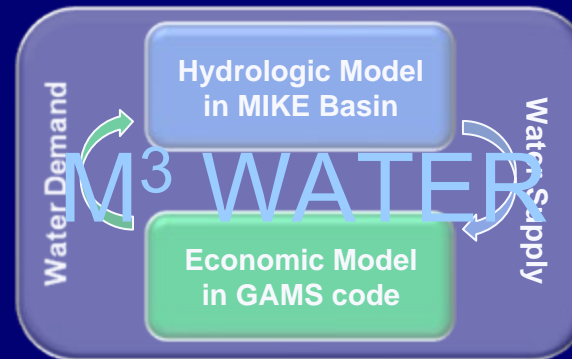 Hydrologic Model
in MIKE Basin
Water Demand
M³ WATER
Water Supply
Economic Model
in GAMS code